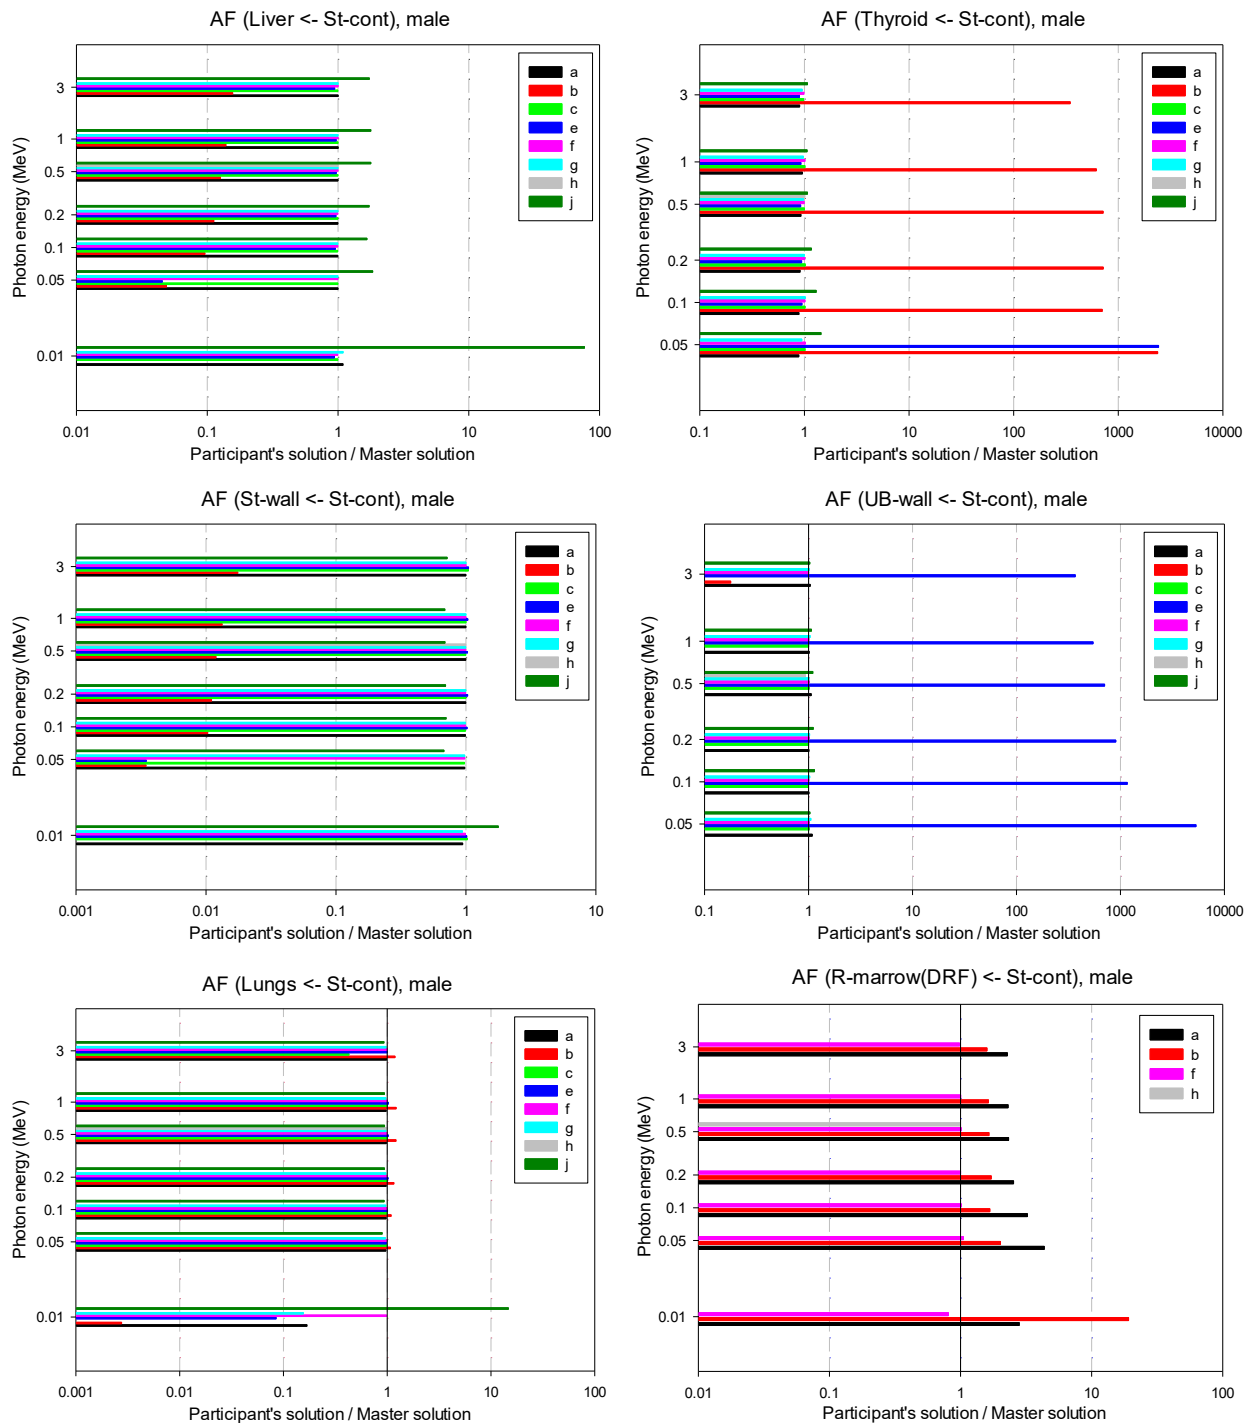 AF (Liver <- St-cont), male
a
b
c
e
f
g
h
j
3
1
0.5
0.2
0.1
0.05
0.01
Photon energy (MeV)
0.01 0.1 1 10 100
Participant's solution / Master solution
AF (Thyroid <- St-cont), male
a
b
c
e
f
g
h
j
3
1
0.5
0.2
0.1
0.05
Photon energy (MeV)
0.1 1 10 100 1000 10000
Participant's solution / Master solution
AF (St-wall <- St-cont), male
a
b
c
e
f
g
h
j
3
1
0.5
0.2
0.1
0.05
0.01
Photon energy (MeV)
0.001 0.01 0.1 1 10
Participant's solution / Master solution
AF (UB-wall <- St-cont), male
a
b
c
e
f
g
h
j
3
1
0.5
0.2
0.1
0.05
Photon energy (MeV)
0.1 1 10 100 1000 10000
Participant's solution / Master solution
AF (Lungs <- St-cont), male
a
b
c
e
f
g
h
j
3
1
0.5
0.2
0.1
0.05
0.01
Photon energy (MeV)
0.001 0.01 0.1 1 10 100
Participant's solution / Master solution
AF (R-marrow(DRF) <- St-cont), male
a
b
f
h
3
1
0.5
0.2
0.1
0.05
0.01
Photon energy (MeV)
0.01 0.1 1 10 100
Participant's solution / Master solution